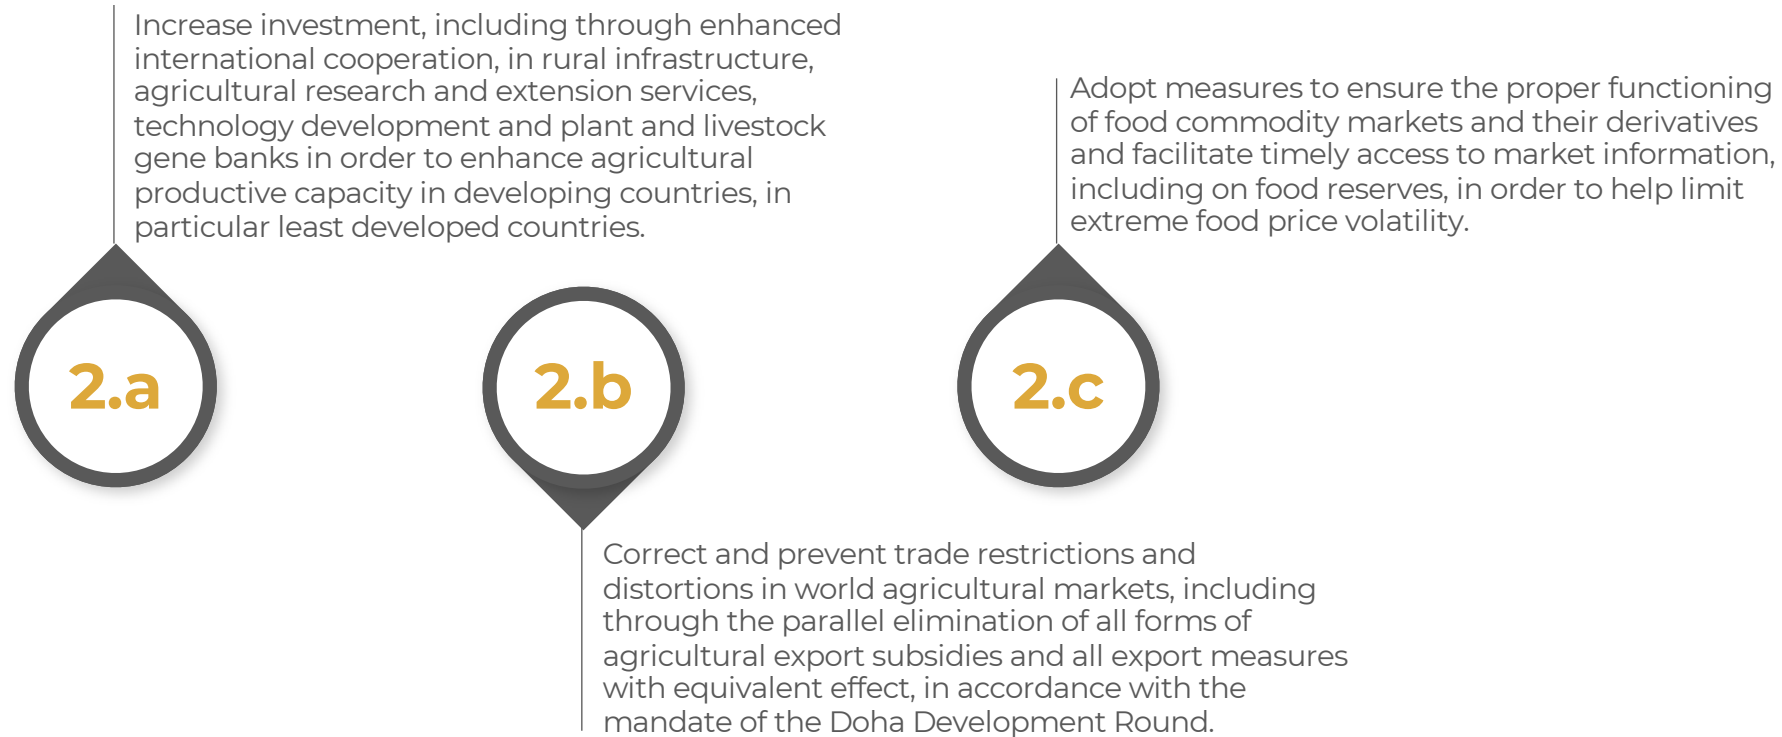 Increase investment, including through enhanced
international cooperation, in rural infrastructure,
agricultural research and extension services,
technology development and plant and livestock
gene banks in order to enhance agricultural
productive capacity in developing countries, in
particular least developed countries.
2.a
2.b
Correct and prevent trade restrictions and
distortions in world agricultural markets, including
through the parallel elimination of all forms of
agricultural export subsidies and all export measures
with equivalent effect, in accordance with the
mandate of the Doha Development Round.
Adopt measures to ensure the proper functioning
of food commodity markets and their derivatives
and facilitate timely access to market information,
including on food reserves, in order to help limit
extreme food price volatility.
2.c